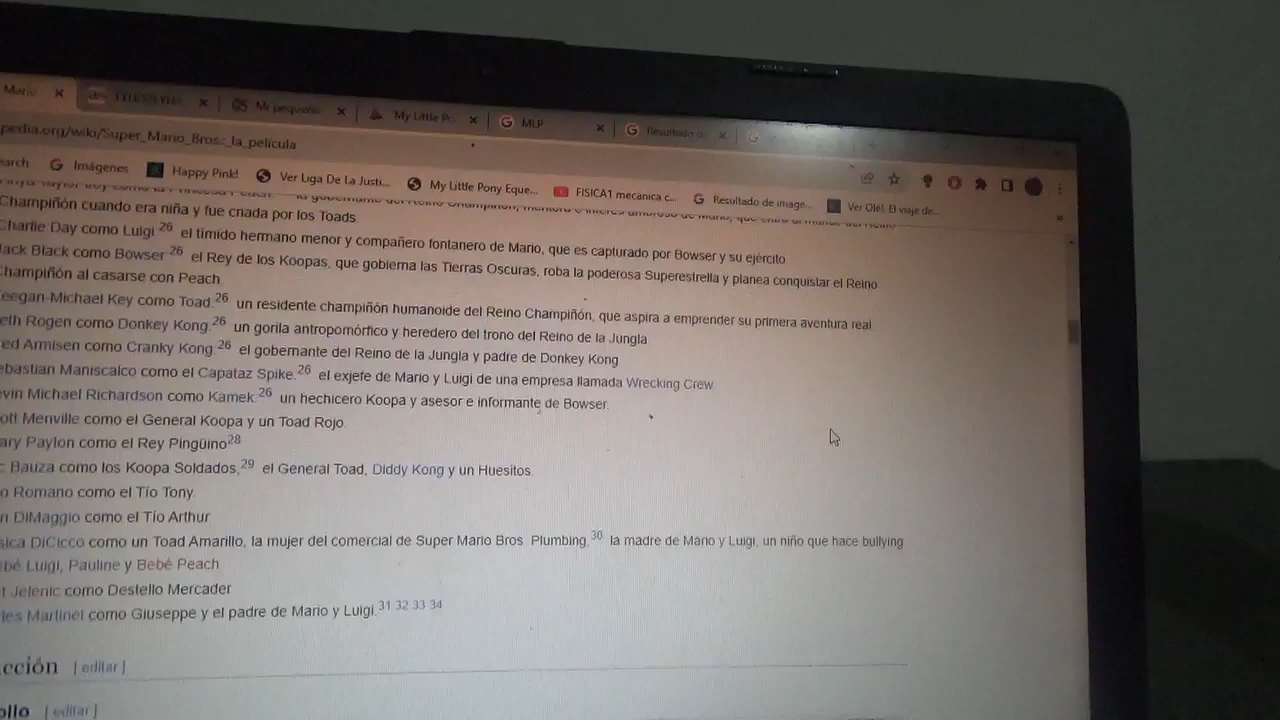 Mario
Mi pequeño
My Little Po
MLP
Resultado d
pedia.org/wiki/Super_Mario_Bros.:_la_película
earch Imágenes Happy Pink! Ver Liga De La Justi... My Little Pony Eque... FISICA1 mecanica c... Resultado de image... Ver Olé! El viaje de...
Champiñón cuando era niña y fue criada por los Toads.
Charlie Day como Luigi 26 el tímido hermano menor y compañero fontanero de Mario, que es capturado por Bowser y su ejército
Jack Black como Bowser 26 el Rey de los Koopas, que gobierna las Tierras Oscuras, roba la poderosa Superestrella y planea conquistar el Reino
Champiñón al casarse con Peach
eegan-Michael Key como Toad,26 un residente champiñón humanoide del Reino Champiñón, que aspira a emprender su primera aventura real
eth Rogen como Donkey Kong,26 un gorila antropomórfico y heredero del trono del Reino de la Jungla
ed Armisen como Cranky Kong,26 el gobernante del Reino de la Jungla y padre de Donkey Kong
ebastian Maniscalco como el Capataz Spike,26 el exjefe de Mario y Luigi de una empresa llamada Wrecking Crew.
evin Michael Richardson como Kamek,26 un hechicero Koopa y asesor e informante de Bowser.
ott Menville como el General Koopa y un Toad Rojo.
ary Payton como el Rey Pingüino28
c Bauza como los Koopa Soldados,29 el General Toad, Diddy Kong y un Huesitos.
o Romano como el Tío Tony.
n DiMaggio como el Tío Arthur
sica DiCicco como un Toad Amarillo, la mujer del comercial de Super Mario Bros. Plumbing,30 la madre de Mario y Luigi, un niño que hace bullying
bé Luigi, Pauline y Bebé Peach
t Jelenic como Destello Mercader
les Martinet como Giuseppe y el padre de Mario y Luigi.31 32 33 34
cción [ editar ]
ollo [ editar ]